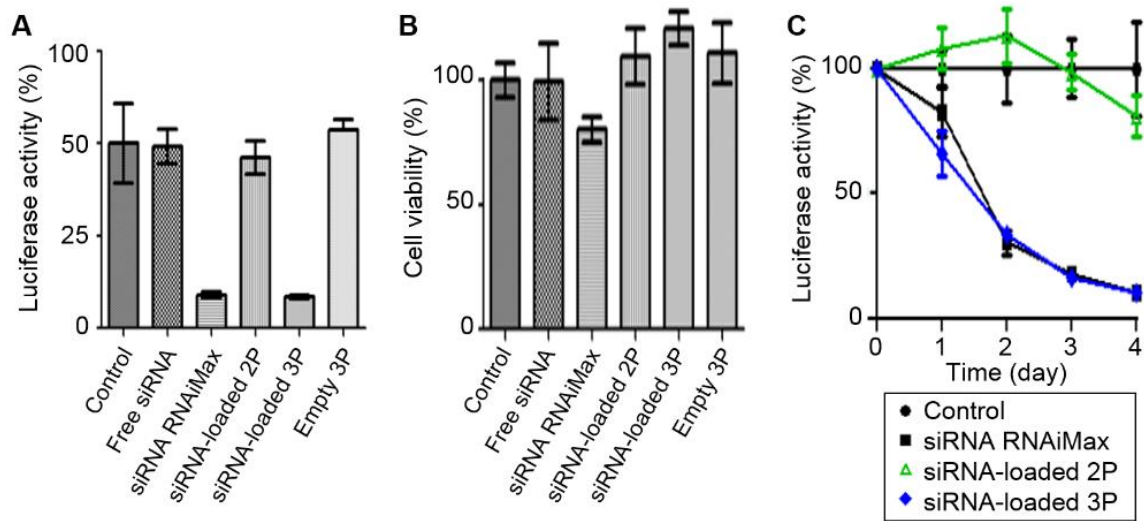 A
Luciferase activity (%)
100
50
25
0
Control
Free siRNA
siRNA RNAiMax
siRNA-loaded 2P
siRNA-loaded 3P
Empty 3P
B
Cell viability (%)
100
50
0
Control
Free siRNA
siRNA RNAiMax
siRNA-loaded 2P
siRNA-loaded 3P
Empty 3P
C
Luciferase activity (%)
100
50
0
0 1 2 3 4
Time (day)
Control
siRNA RNAiMax
siRNA-loaded 2P
siRNA-loaded 3P